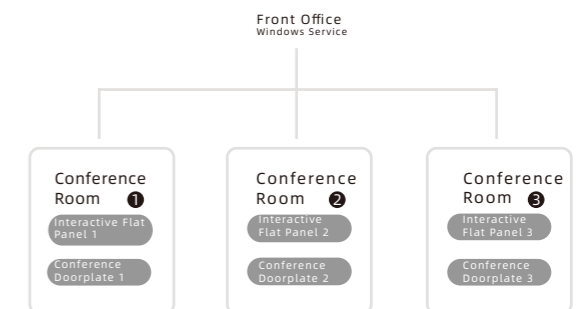 Front Office
Windows Service
Conference
Room 1
Interactive Flat
Panel 1
Conference
Doorplate 1
Conference
Room 2
Interactive
Flat Panel 2
Conference
Doorplate 2
Conference
Room 3
Interactive
Flat Panel 3
Conference
Doorplate 3